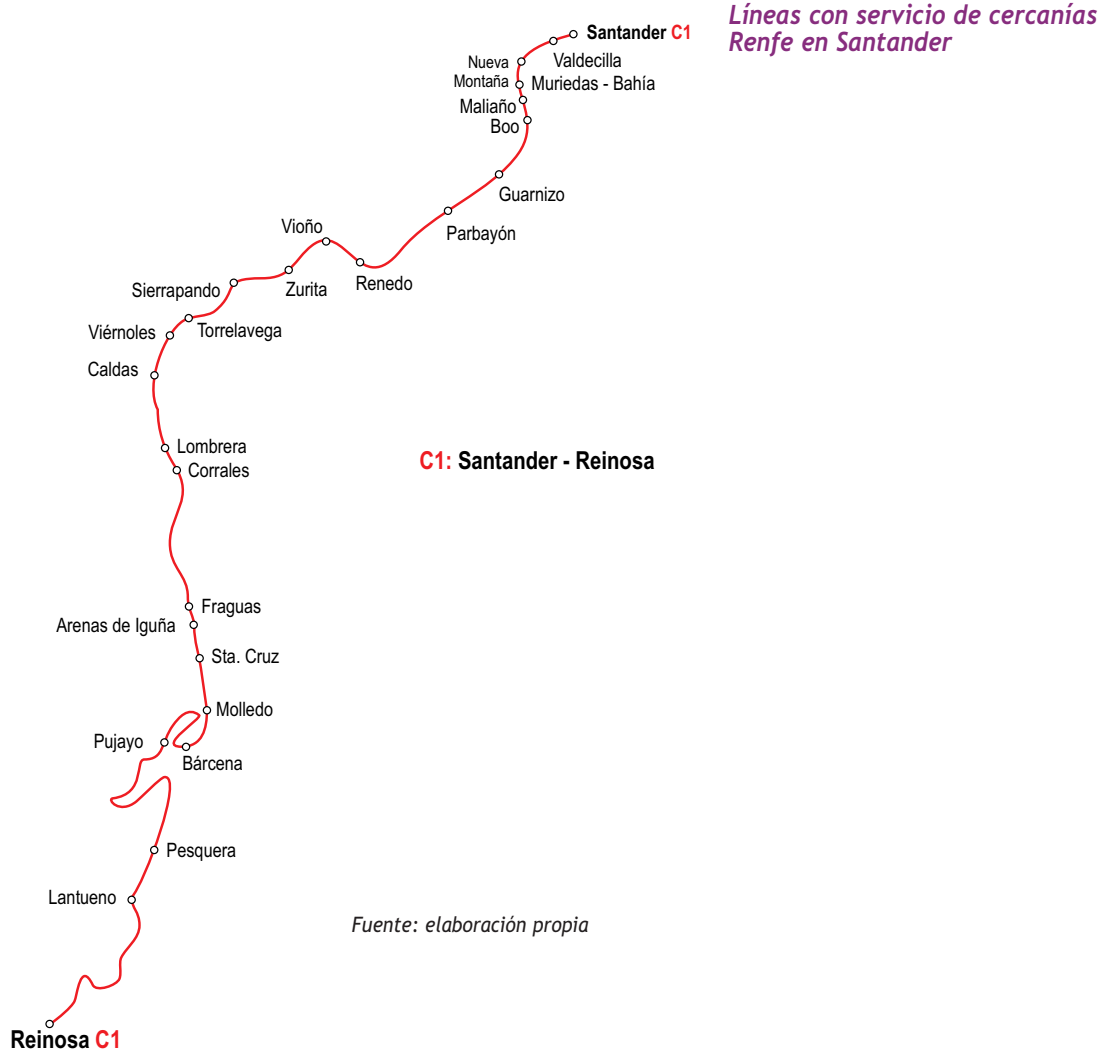 Líneas con servicio de cercanías
Renfe en Santander
Santander C1
Valdecilla
Nueva
Montaña
Muriedas - Bahía
Maliaño
Boo
Guarnizo
Parbayón
Vioño
Renedo
Zurita
Sierrapando
Torrelavega
Viérnoles
Caldas
Lombrera
Corrales
C1: Santander - Reinosa
Fraguas
Arenas de Iguña
Sta. Cruz
Molledo
Pujayo
Bárcena
Pesquera
Lantueno
Fuente: elaboración propia
Reinosa C1